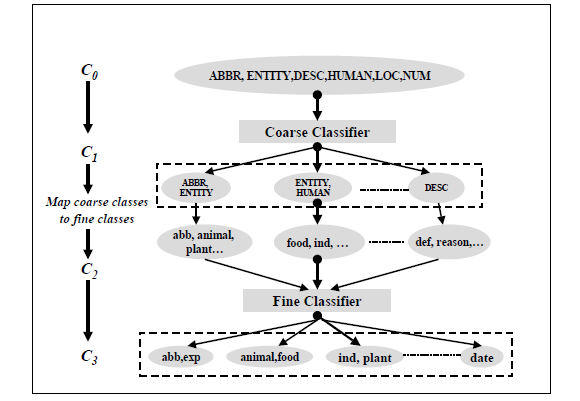 C0
ABBR, ENTITY,DESC,HUMAN,LOC,NUM
Coarse Classifier
C1
ABBR,
ENTITY
ENTITY,
HUMAN
DESC
Map coarse classes
to fine classes
abb, animal,
plant…
food, ind, …
def, reason,…
C2
Fine Classifier
C3
abb,exp
animal,food
ind, plant
date